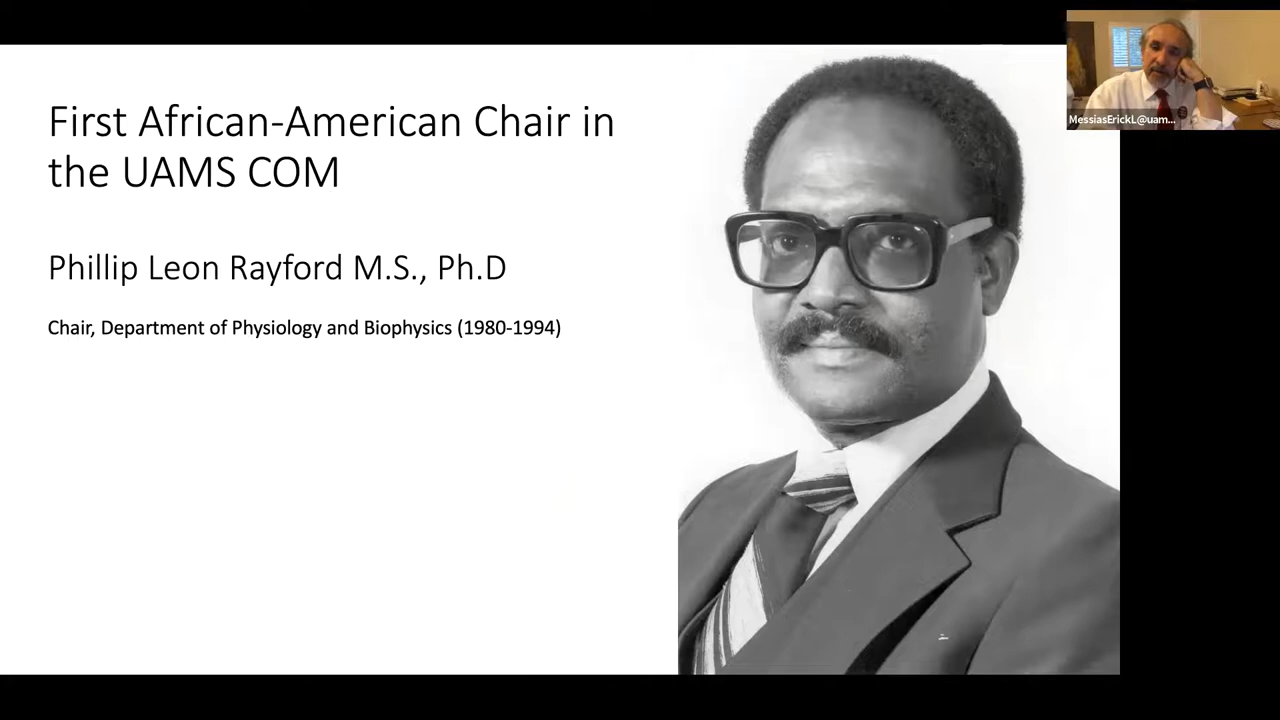 First African-American Chair in
the UAMS COM
Phillip Leon Rayford M.S., Ph.D
Chair, Department of Physiology and Biophysics (1980-1994)
MessiasErickL@uam...